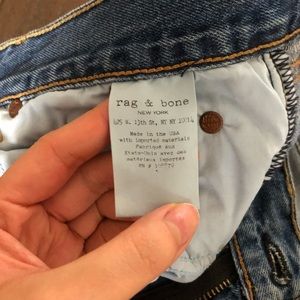 rag & bone
NEW YORK
425 W. 13th St, NY NY 10014
Made in the USA
with imported materials
Fabriqué aux
États-Unis avec des
matériaux importés
RN #